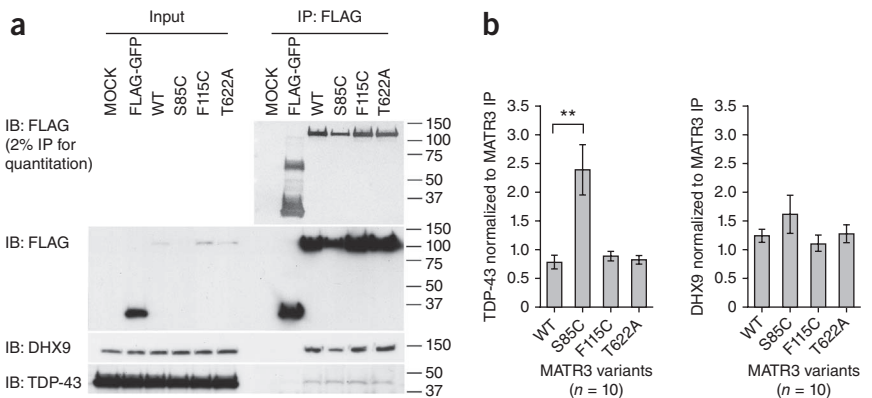 a
Input
IP: FLAG
MOCK
FLAG-GFP
WT
S85C
F115C
T622A
MOCK
FLAG-GFP
WT
S85C
F115C
T622A
IB: FLAG
(2% IP for
quantitation)
150
100
75
50
37
IB: FLAG
150
100
75
50
37
IB: DHX9
150
IB: TDP-43
50
37
b
TDP-43 normalized to MATR3 IP
3.5
3.0
2.5
2.0
1.5
1.0
0.5
0
**
WT
S85C
F115C
T622A
MATR3 variants
(n = 10)
DHX9 normalized to MATR3 IP
3.5
3.0
2.5
2.0
1.5
1.0
0.5
0
WT
S85C
F115C
T622A
MATR3 variants
(n = 10)